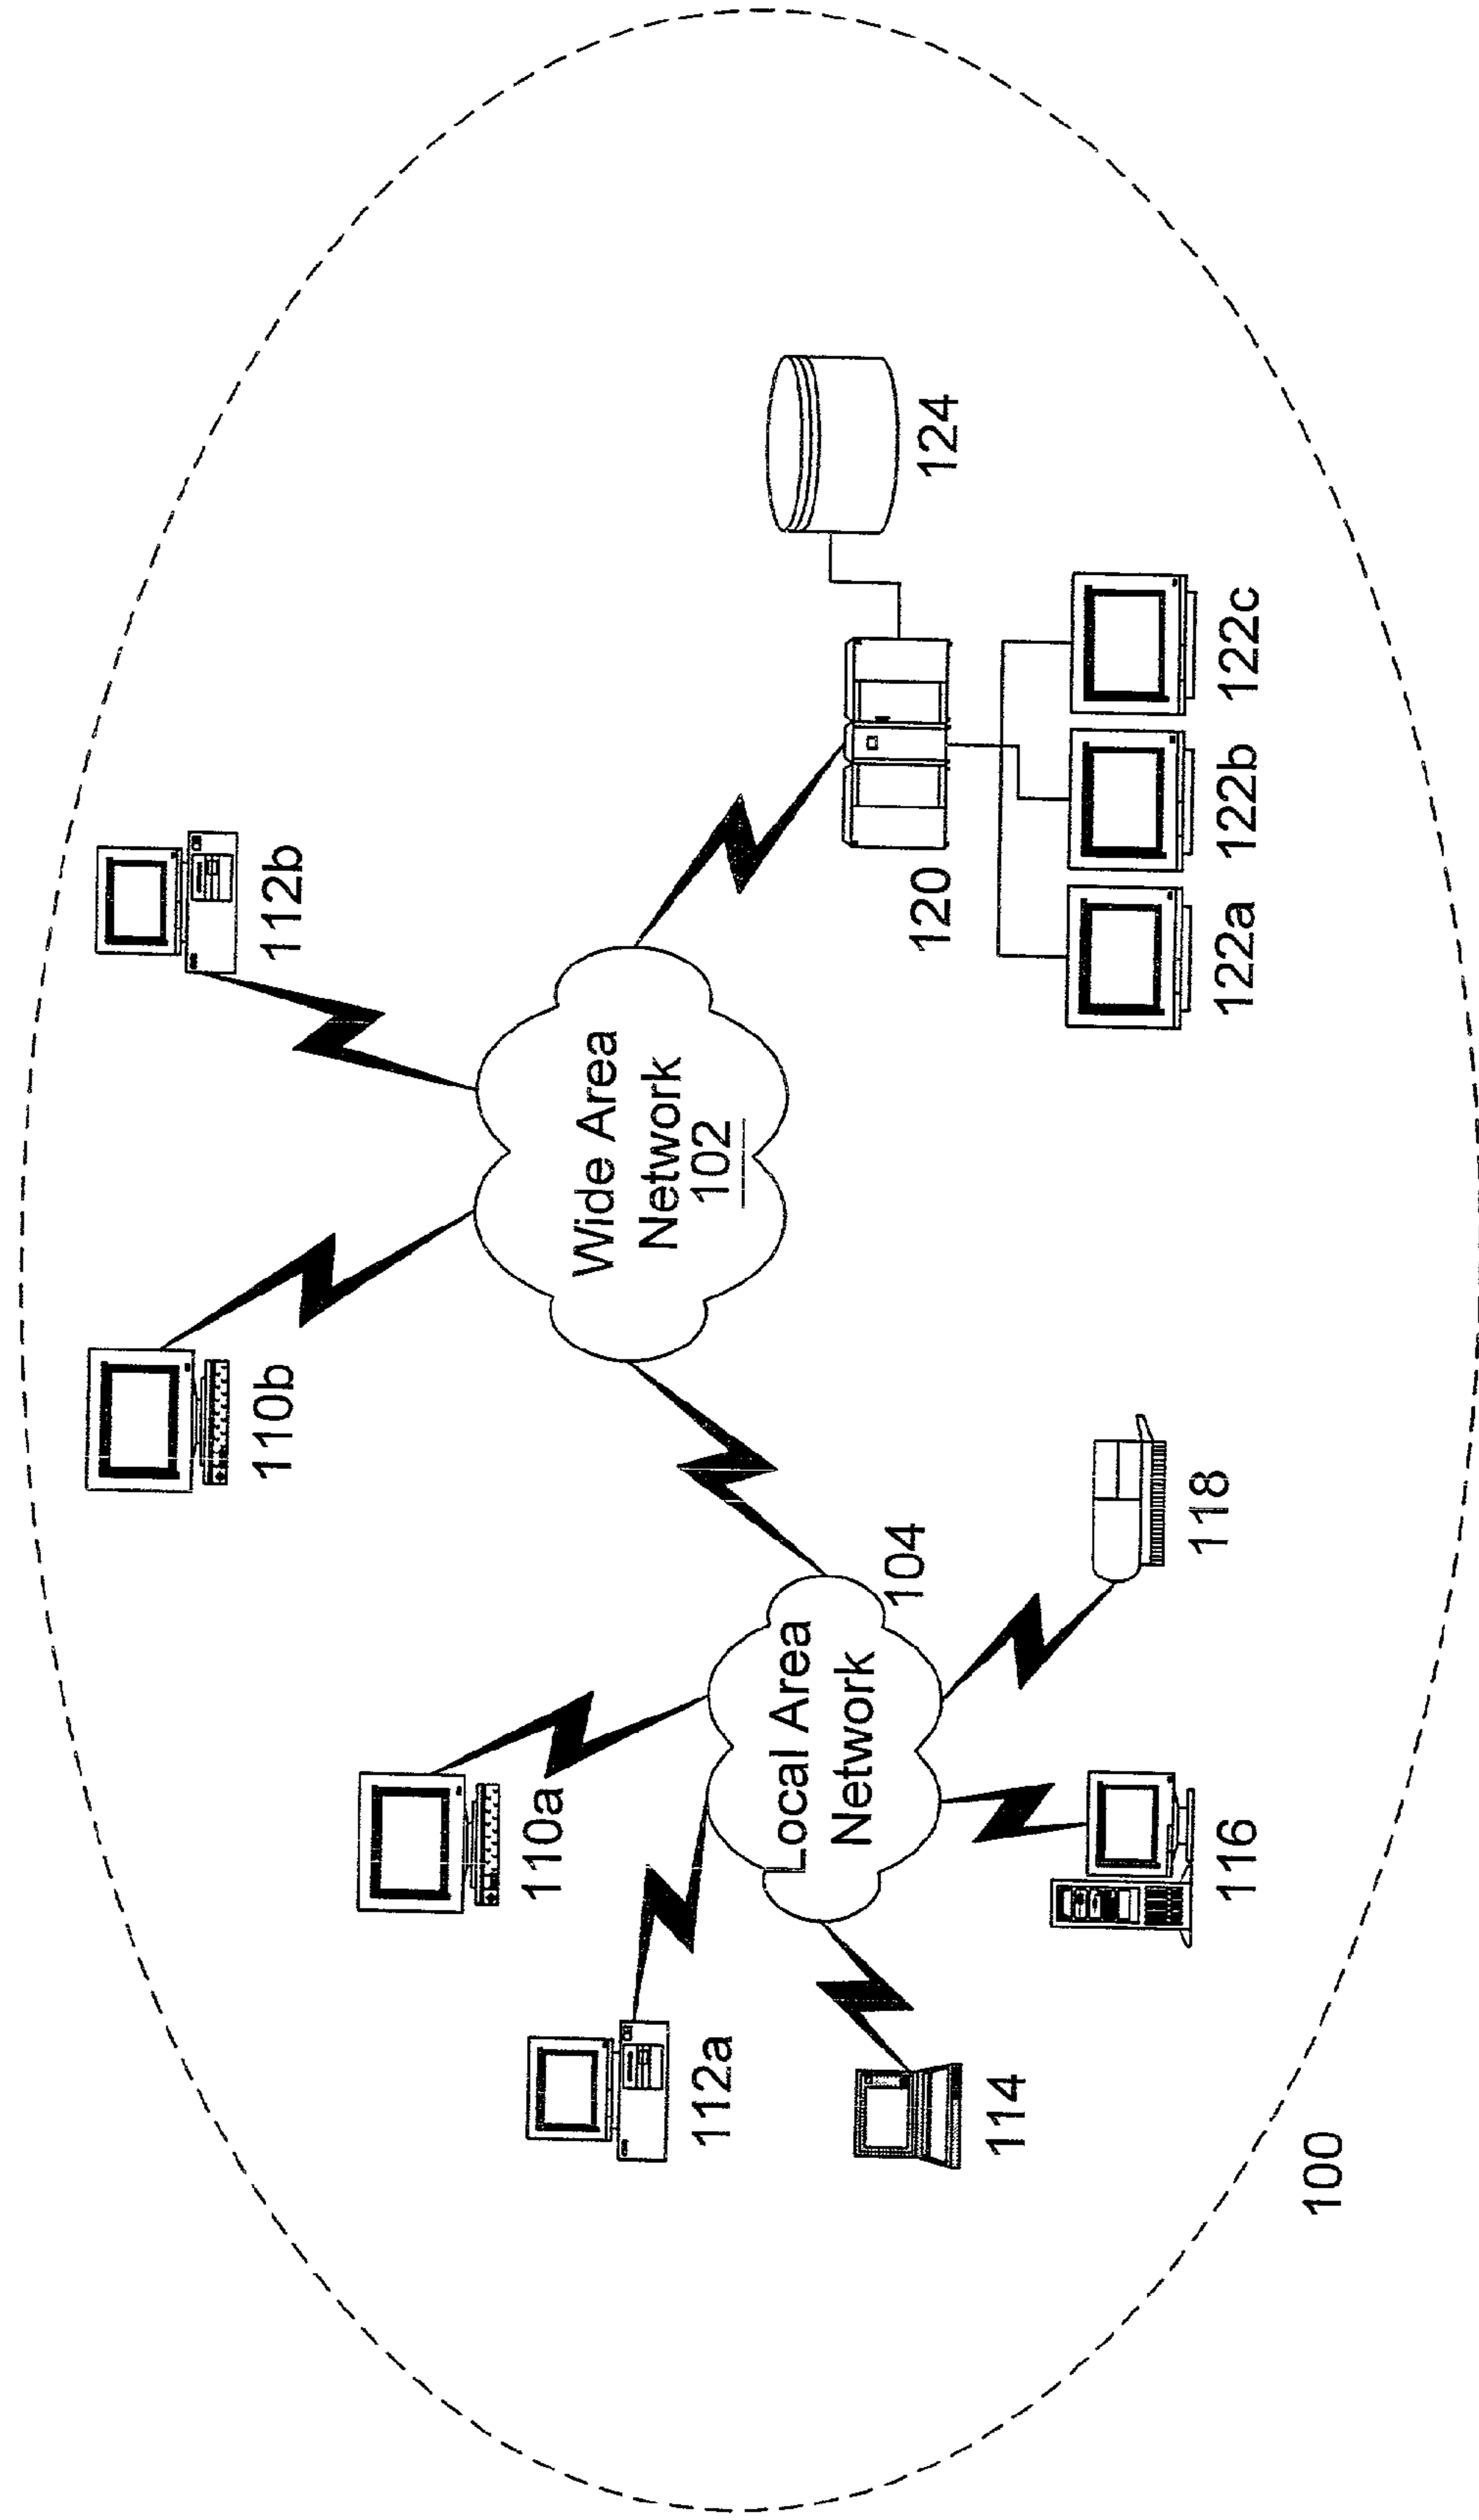 110b
112b
110a
112a
Wide Area
Network
102
104
Local Area
Network
114
116
118
120
124
122a
122b
122c
100